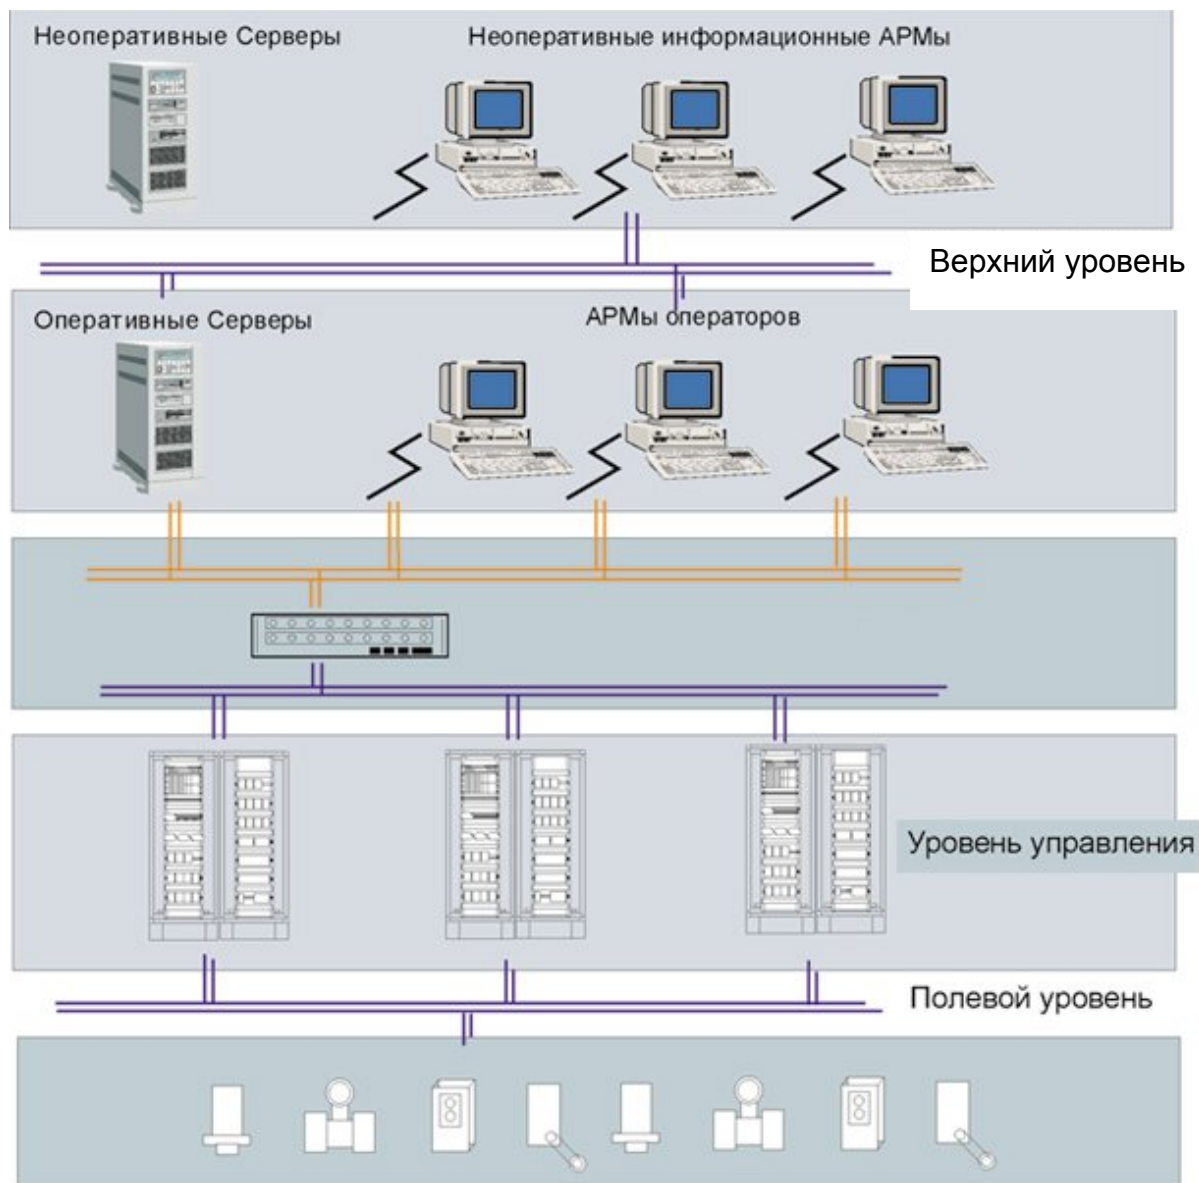 Неоперативные Серверы
Неоперативные информационные АРМы
Верхний уровень
Оперативные Серверы
АРМы операторов
Уровень управления
Полевой уровень